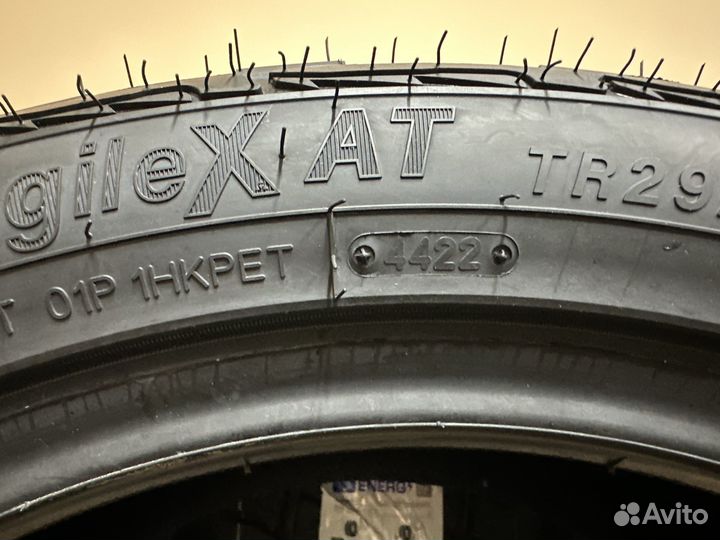 gileX AT TR29
01P 1HKPET 4422
ENERGY
Avito